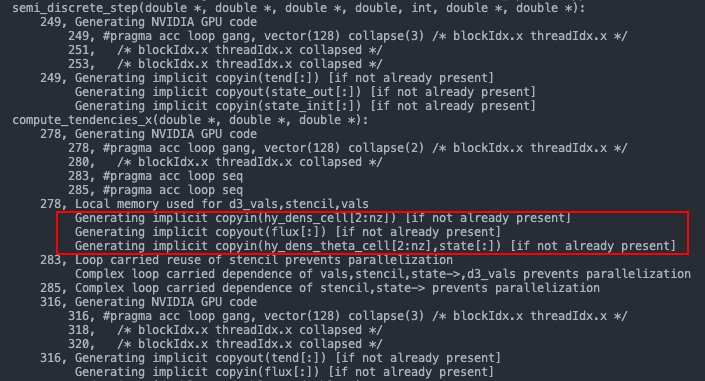 semi_discrete_step(double *, double *, double *, double, int, double *, double *):
249, Generating NVIDIA GPU code
249, #pragma acc loop gang, vector(128) collapse(3) /* blockIdx.x threadIdx.x */
251, /* blockIdx.x threadIdx.x collapsed */
253, /* blockIdx.x threadIdx.x collapsed */
249, Generating implicit copyin(tend[:]) [if not already present]
Generating implicit copyout(state_out[:]) [if not already present]
Generating implicit copyin(state_init[:]) [if not already present]
compute_tendencies_x(double *, double *, double *):
278, Generating NVIDIA GPU code
278, #pragma acc loop gang, vector(128) collapse(2) /* blockIdx.x threadIdx.x */
280, /* blockIdx.x threadIdx.x collapsed */
283, #pragma acc loop seq
285, #pragma acc loop seq
278, Local memory used for d3_vals,stencil,vals
Generating implicit copyin(hy_dens_cell[2:nz]) [if not already present]
Generating implicit copyout(flux[:]) [if not already present]
Generating implicit copyin(hy_dens_theta_cell[2:nz],state[:]) [if not already present]
283, Loop carried reuse of stencil prevents parallelization
Complex loop carried dependence of vals,stencil,state->,d3_vals prevents parallelization
285, Complex loop carried dependence of stencil,state-> prevents parallelization
316, Generating NVIDIA GPU code
316, #pragma acc loop gang, vector(128) collapse(3) /* blockIdx.x threadIdx.x */
318, /* blockIdx.x threadIdx.x collapsed */
320, /* blockIdx.x threadIdx.x collapsed */
316, Generating implicit copyout(tend[:]) [if not already present]
Generating implicit copyin(flux[:]) [if not already present]